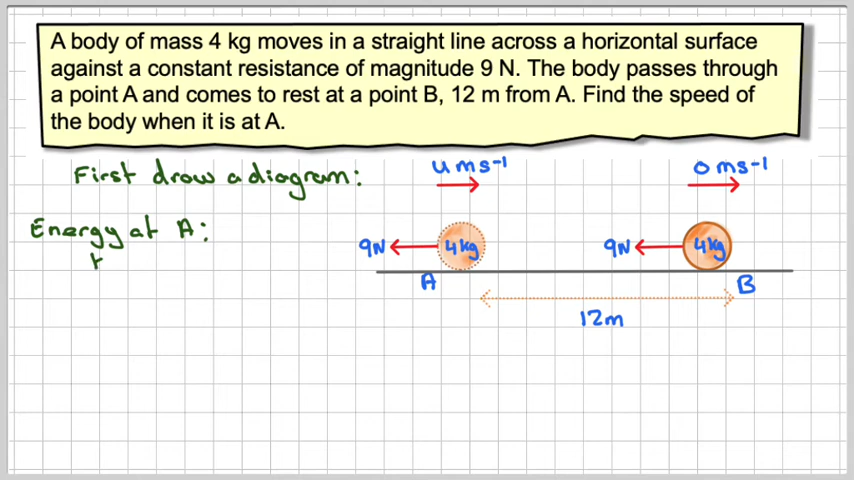 A body of mass 4 kg moves in a straight line across a horizontal surface
against a constant resistance of magnitude 9 N. The body passes through
a point A and comes to rest at a point B, 12 m from A. Find the speed of
the body when it is at A.
First draw a diagram:
u ms-1
0 ms-1
Energy at A:
9N
4kg
9N
4kg
A
B
12m